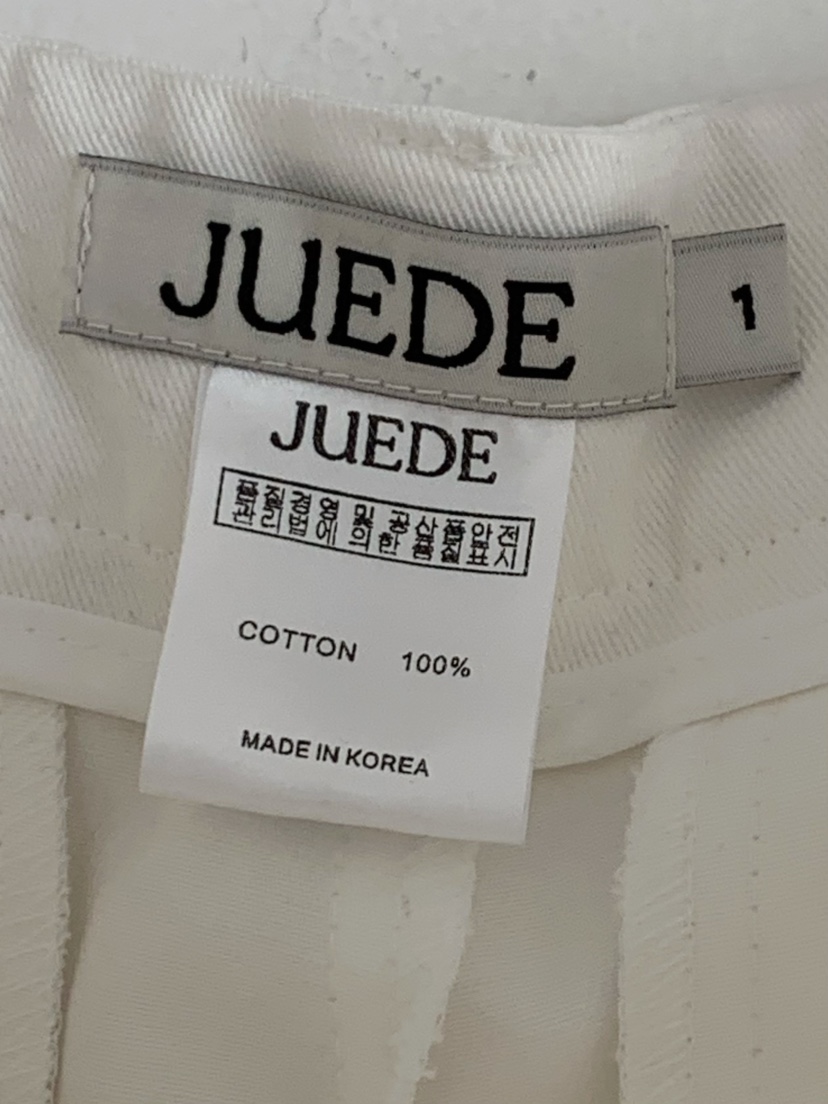 JUEDE
1
JUEDE
품질경영 및 공산품안전
관리법에 의한 품질표시
COTTON 100%
MADE IN KOREA